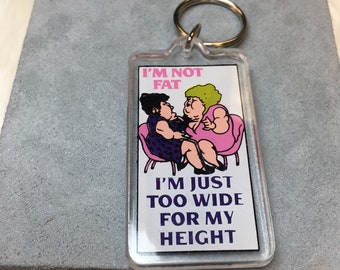 I'M NOT
FAT
I'M JUST
TOO WIDE
FOR MY
HEIGHT